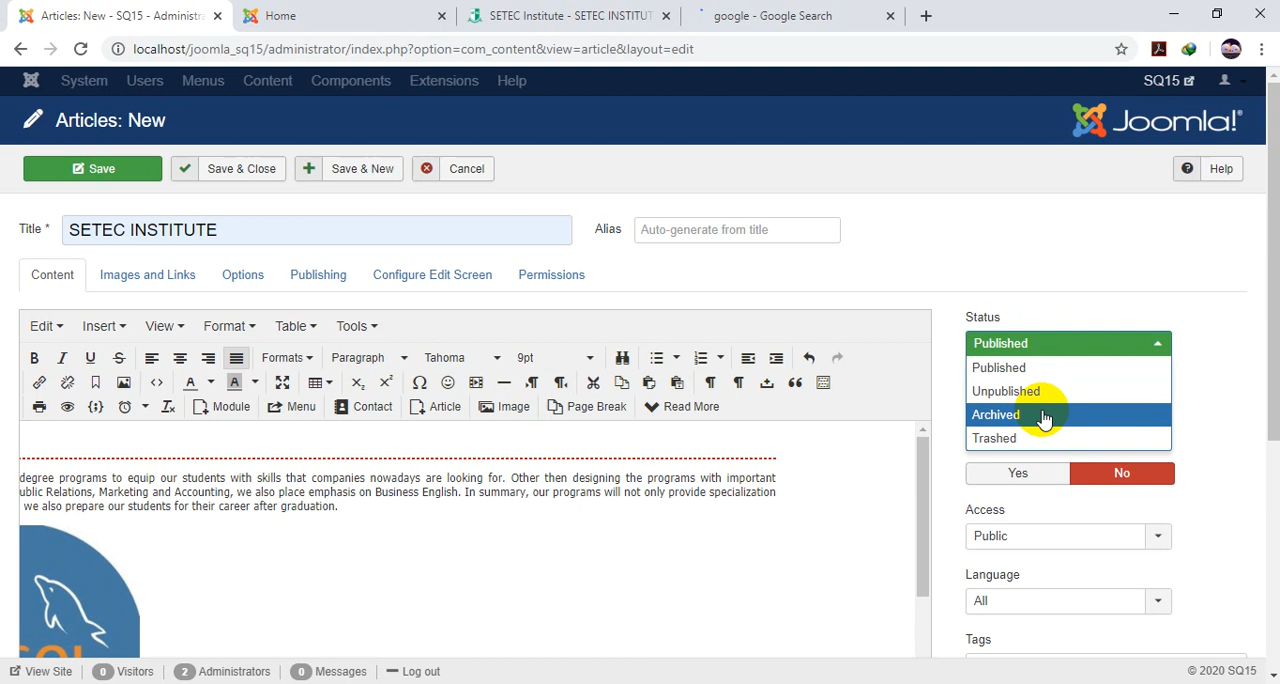 Articles: New - SQ15 - Administra
Home
SETEC Institute - SETEC INSTITUT
google - Google Search
localhost/joomla_sq15/administrator/index.php?option=com_content&view=article&layout=edit
System Users Menus Content Components Extensions Help
SQ15
Articles: New
Joomla!®
Save
Save & Close
Save & New
Cancel
Help
Title *
SETEC INSTITUTE
Alias
Auto-generate from title
Content Images and Links Options Publishing Configure Edit Screen Permissions
Edit Insert View Format Table Tools
B I U S Formats Paragraph Tahoma 9pt
Module Menu Contact Article Image Page Break Read More
degree programs to equip our students with skills that companies nowadays are looking for. Other then designing the programs with important
ublic Relations, Marketing and Accounting, we also place emphasis on Business English. In summary, our programs will not only provide specialization
we also prepare our students for their career after graduation.
Status
Published
Published
Unpublished
Archived
Trashed
Yes No
Access
Public
Language
All
Tags
View Site 0 Visitors 2 Administrators 0 Messages Log out
© 2020 SQ15